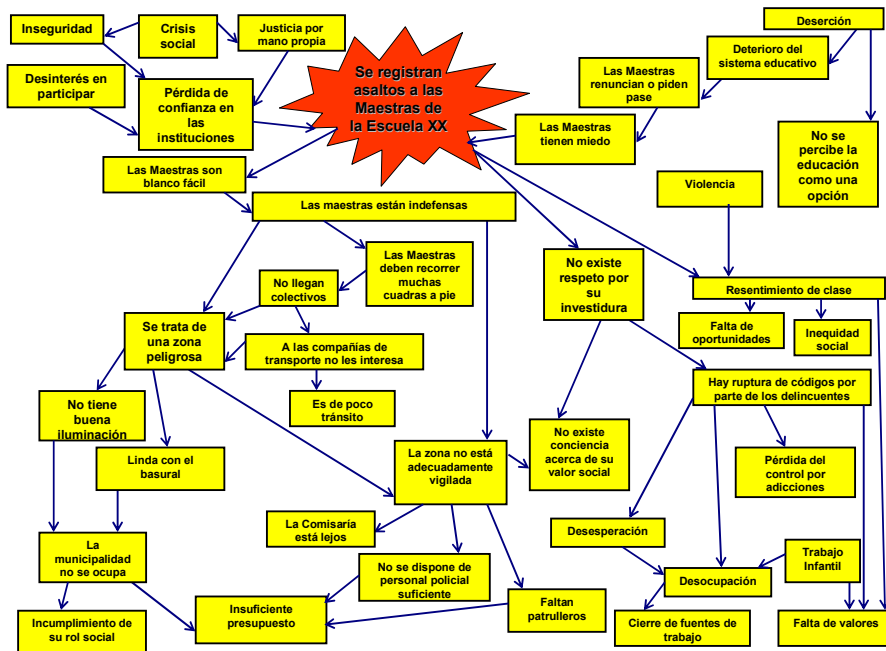 Inseguridad
Crisis
social
Justicia por
mano propia
Deserción
Deterioro del
sistema educativo
Desinterés en
participar
Pérdida de
confianza en
las
instituciones
Se registran
asaltos a las
Maestras de
la Escuela XX
Las Maestras
renuncian o piden
pase
Las Maestras
tienen miedo
No se
percibe la
educación
como una
opción
Las Maestras son
blanco fácil
Violencia
Las maestras están indefensas
Las Maestras
deben recorrer
muchas
cuadras a pie
No existe
respeto por
su
investidura
No llegan
colectivos
Resentimiento de clase
Se trata de
una zona
peligrosa
A las compañías de
transporte no les interesa
Falta de
oportunidades
Inequidad
social
Es de poco
tránsito
Hay ruptura de códigos por
parte de los delincuentes
No tiene
buena
iluminación
Linda con el
basural
La zona no está
adecuadamente
vigilada
No existe
conciencia
acerca de su
valor social
Pérdida del
control por
adicciones
La Comisaría
está lejos
Desesperación
La
municipalidad
no se ocupa
No se dispone de
personal policial
suficiente
Desocupación
Trabajo
Infantil
Incumplimiento de
su rol social
Insuficiente
presupuesto
Faltan
patrulleros
Cierre de fuentes de
trabajo
Falta de valores